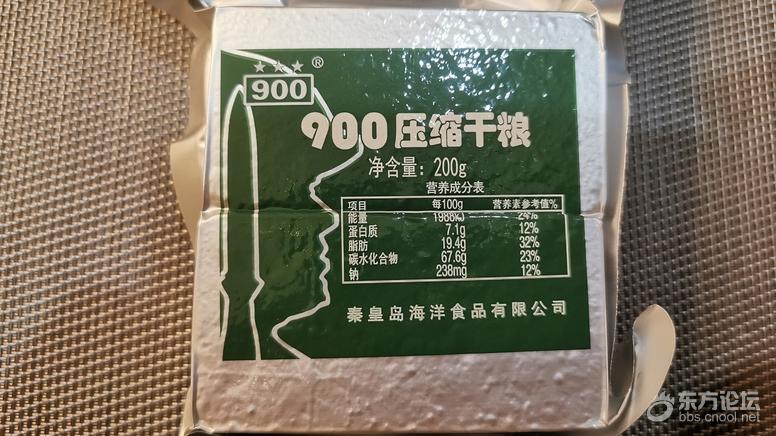 ★★★ ®
900
900压缩干粮
净含量：200g
营养成分表
项目 每100g 营养素参考值%
能量 1988KJ 24%
蛋白质 7.1g 12%
脂肪 19.4g 32%
碳水化合物 67.6g 23%
钠 238mg 12%
秦皇岛海洋食品有限公司
东方论坛
bbs.cnool.net